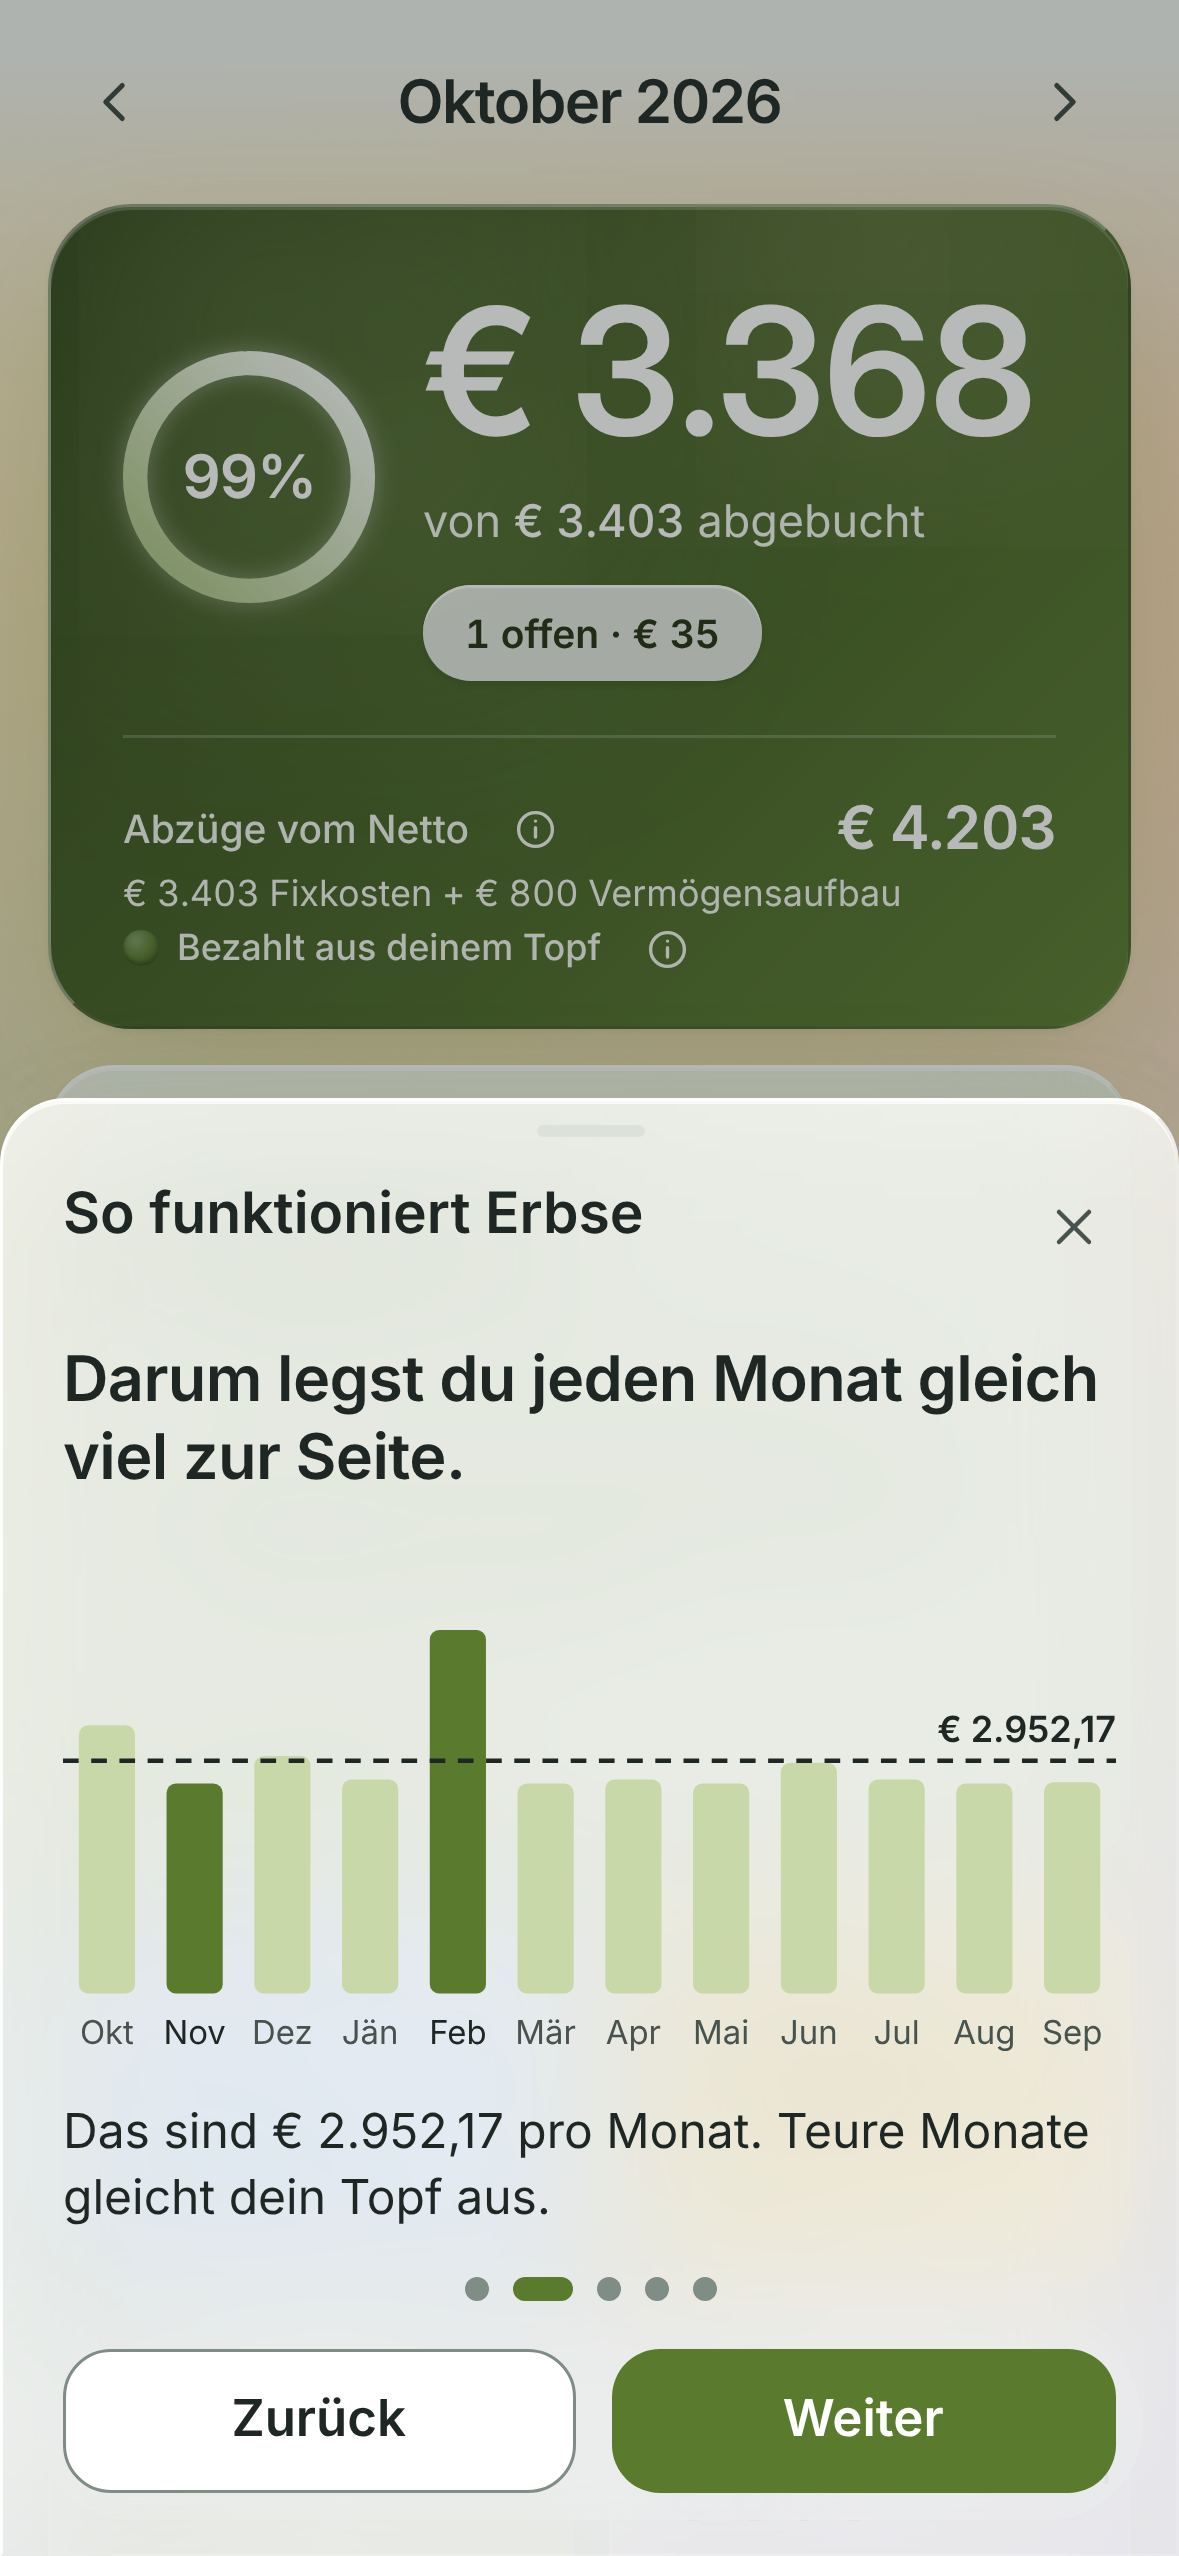 Oktober 2026
€ 3.368
99%
von € 3.403 abgebucht
1 offen · € 35
Abzüge vom Netto
€ 4.203
€ 3.403 Fixkosten + € 800 Vermögensaufbau
Bezahlt aus deinem Topf
So funktioniert Erbse
Darum legst du jeden Monat gleich
viel zur Seite.
€ 2.952,17
Okt Nov Dez Jän Feb Mär Apr Mai Jun Jul Aug Sep
Das sind € 2.952,17 pro Monat. Teure Monate
gleicht dein Topf aus.
Zurück
Weiter